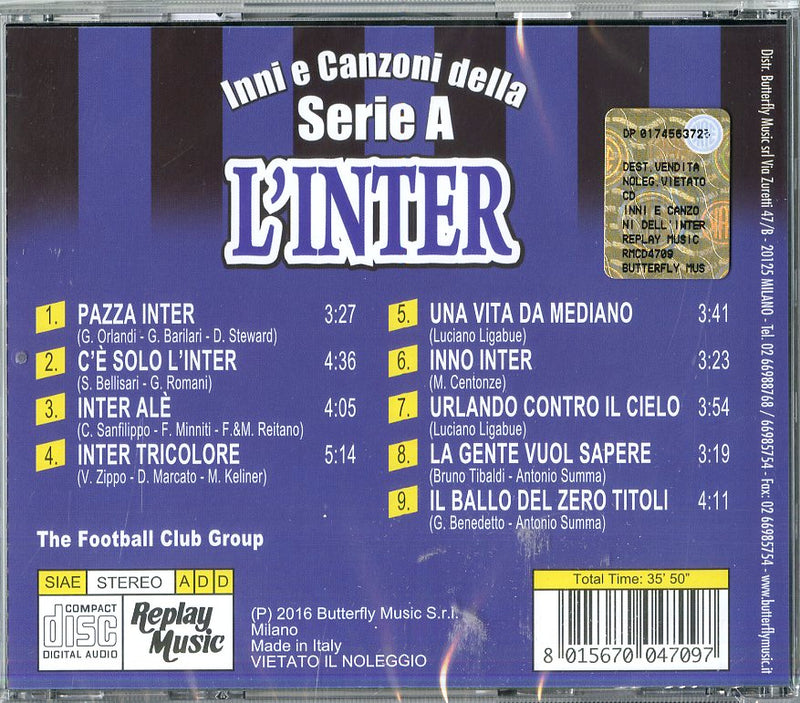 Inni e Canzoni della
Serie A
L'INTER
DP 017456372
DEST.VENDITA
NOLEG.VIETATO
CD
INNI E CANZO
NI DELL'INTER
REPLAY MUSIC
RMCD4709
BUTTERFLY MUS
1. PAZZA INTER 3:27
(G. Orlandi - G. Barilari - D. Steward)
2. C'È SOLO L'INTER 4:36
(S. Bellisari - G. Romani)
3. INTER ALÈ 4:05
(C. Sanfilippo - F. Minniti - F.&M. Reitano)
4. INTER TRICOLORE 5:14
(V. Zippo - D. Marcato - M. Keliner)
5. UNA VITA DA MEDIANO 3:41
(Luciano Ligabue)
6. INNO INTER 3:23
(M. Centonze)
7. URLANDO CONTRO IL CIELO 3:54
(Luciano Ligabue)
8. LA GENTE VUOL SAPERE 3:19
(Bruno Tibaldi - Antonio Summa)
9. IL BALLO DEL ZERO TITOLI 4:11
(G. Benedetto - Antonio Summa)
The Football Club Group
SIAE STEREO A D D
COMPACT
disc
DIGITAL AUDIO
Replay
Music
(P) 2016 Butterfly Music S.r.l.
Milano
Made in Italy
VIETATO IL NOLEGGIO
Total Time: 35' 50"
8 015670 047097
Distr. Butterfly Music srl Via Zuretti 47/B - 20125 MILANO - Tel. 02 66988768 / 66985754 - Fax: 02 66985754 - www.butterflymusic.it